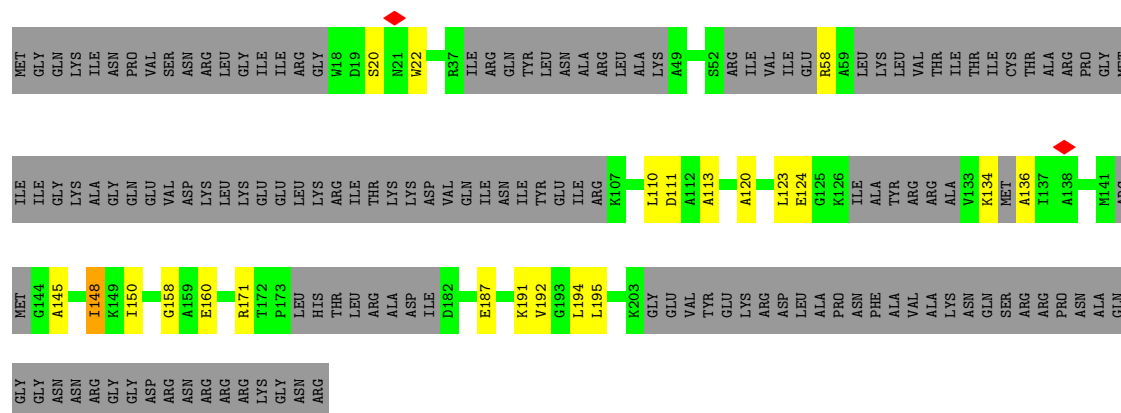 MET GLY GLN LYS ILE ASN PRO VAL SER ASN ARG LEU GLY ILE ILE ARG GLY W18 D19 S20 N21 W22 R37 ILE ARG GLN TYR LEU ASN ALA ARG LEU ALA LYS A49 S52 ARG ILE VAL ILE GLU R58 A59 LEU LYS LEU VAL THR ILE THR ILE CYS THR ALA ARG PRO GLY MET
ILE ILE GLY LYS ALA GLY GLN GLU VAL ASP LYS LEU LYS GLU GLU LEU LYS ARG ILE THR LYS LYS ASP VAL GLN ILE ASN ILE TYR GLU ILE ARG K107 L110 D111 A112 A113 A120 L123 E124 G125 K126 ILE ALA TYR ARG ARG ALA V133 K134 MET A136 I137 A138 M141 ARG
MET G144 A145 I148 K149 I150 G158 A159 E160 R171 T172 P173 LEU HIS THR LEU ARG ALA ASP ILE D182 E187 K191 V192 G193 L194 L195 K203 GLY GLU VAL TYR GLU LYS ARG ASP LEU ALA PRO ASN PHE ALA VAL ALA LYS ASN GLN SER ARG ARG PRO ASN ALA GLN
GLY GLY ASN ASN ARG GLY GLY ASP ARG ASN ARG ARG ARG LYS GLY ASN ARG